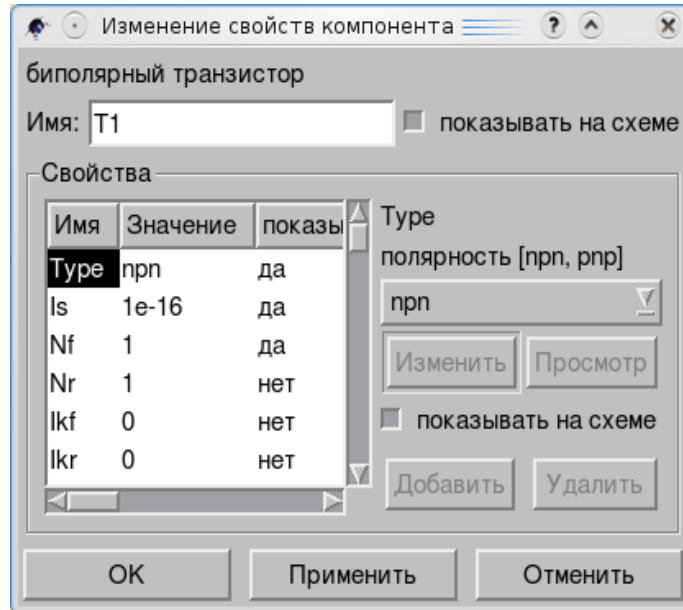 Изменение свойств компонента
биполярный транзистор
Имя: T1 показывать на схеме
Свойства
Имя Значение показы
Type npn да
Is 1e-16 да
Nf 1 да
Nr 1 нет
Ikf 0 нет
Ikr 0 нет
Type
полярность [npn, pnp]
npn
Изменить Просмотр
показывать на схеме
Добавить Удалить
OK Применить Отменить